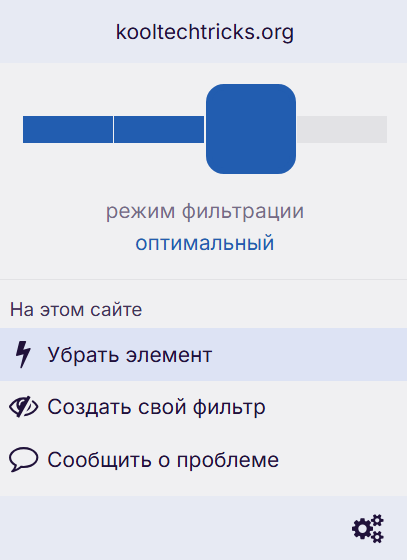 kooltechtricks.org
режим фильтрации
оптимальный
На этом сайте
Убрать элемент
Создать свой фильтр
Сообщить о проблеме